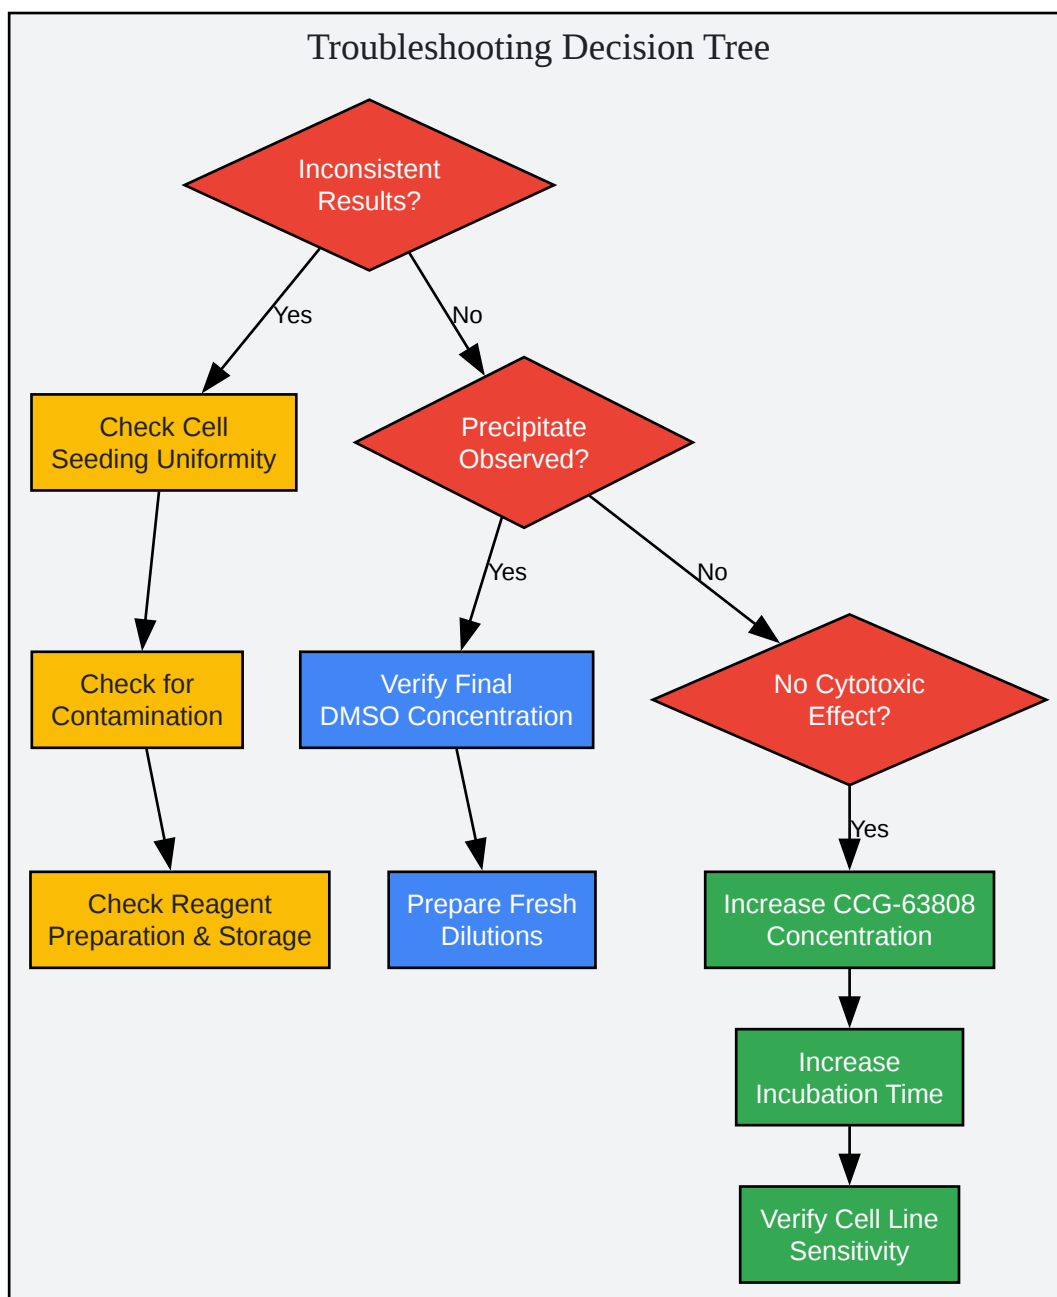 Troubleshooting Decision Tree
Inconsistent
Results?
Yes
No
Check Cell
Seeding Uniformity
Precipitate
Observed?
Yes
No
Check for
Contamination
Verify Final
DMSO Concentration
No Cytotoxic
Effect?
Yes
Check Reagent
Preparation & Storage
Prepare Fresh
Dilutions
Increase CCG-63808
Concentration
Increase
Incubation Time
Verify Cell Line
Sensitivity